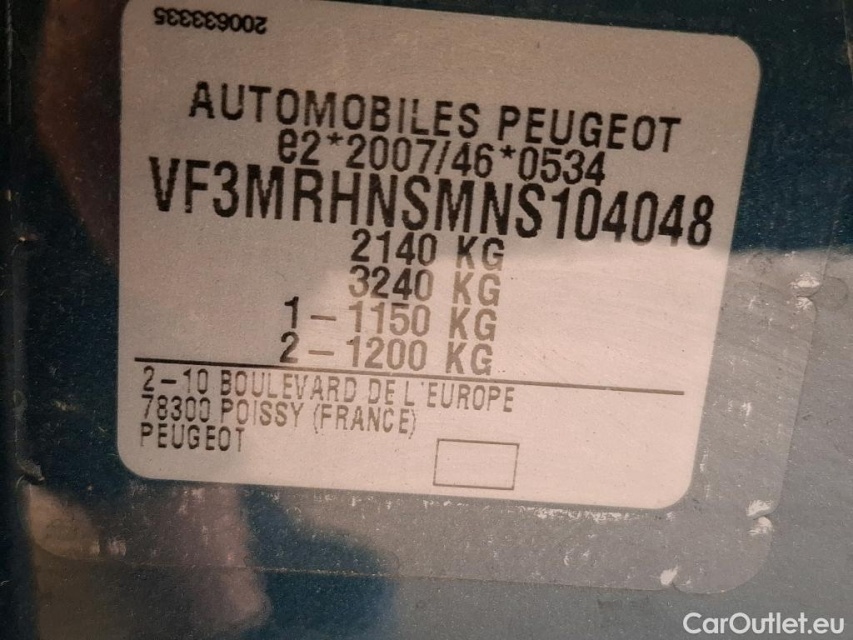 200633335
AUTOMOBILES PEUGEOT
e2*2007/46*0534
VF3MRHNSMNS104048
2140 KG
3240 KG
1-1150 KG
2-1200 KG
2-10 BOULEVARD DE L'EUROPE
78300 POISSY (FRANCE)
PEUGEOT
CarOutlet.eu